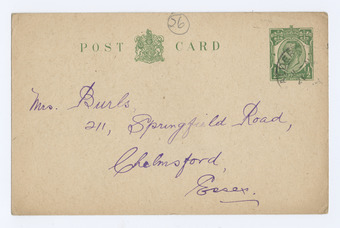 56
POST CARD
Mrs. Burls
211, Springfield Road,
Chelmsford,
Essex.